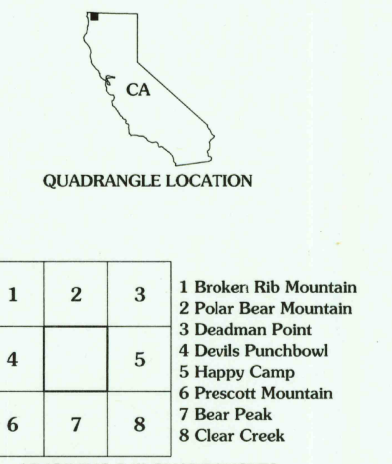 CA
QUADRANGLE LOCATION
1 2 3
4 5
6 7 8
1 Broken Rib Mountain
2 Polar Bear Mountain
3 Deadman Point
4 Devils Punchbowl
5 Happy Camp
6 Prescott Mountain
7 Bear Peak
8 Clear Creek